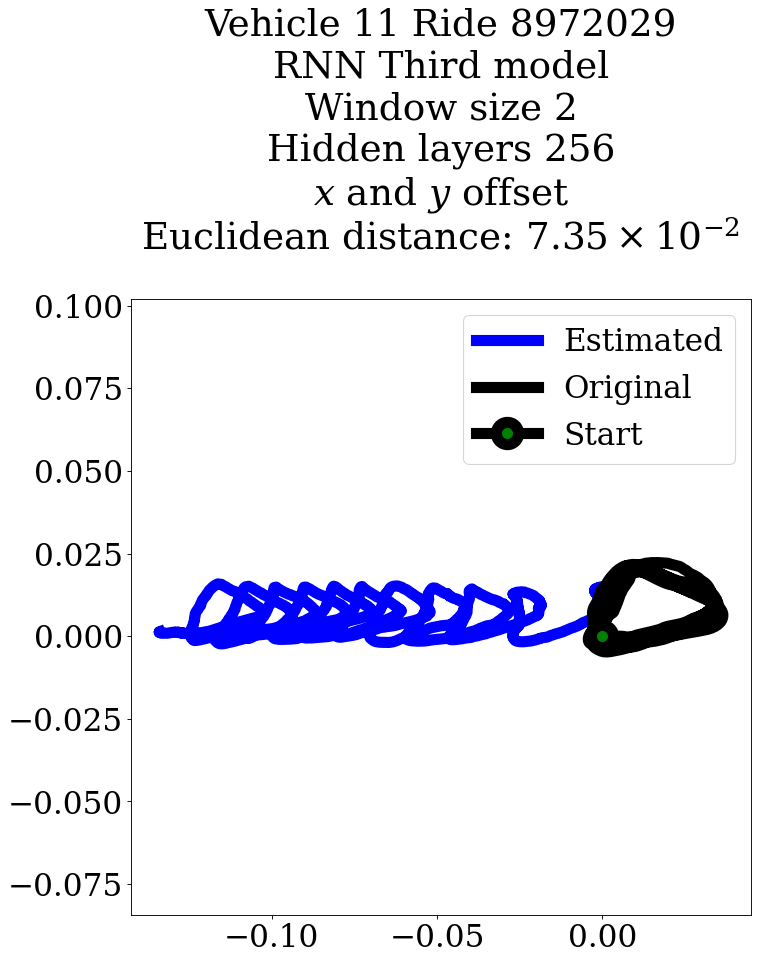 Vehicle 11 Ride 8972029
RNN Third model
Window size 2
Hidden layers 256
x and y offset
Euclidean distance: 7.35 × 10⁻²
0.100
0.075
0.050
0.025
0.000
−0.025
−0.050
−0.075
Estimated
Original
Start
−0.10 −0.05 0.00